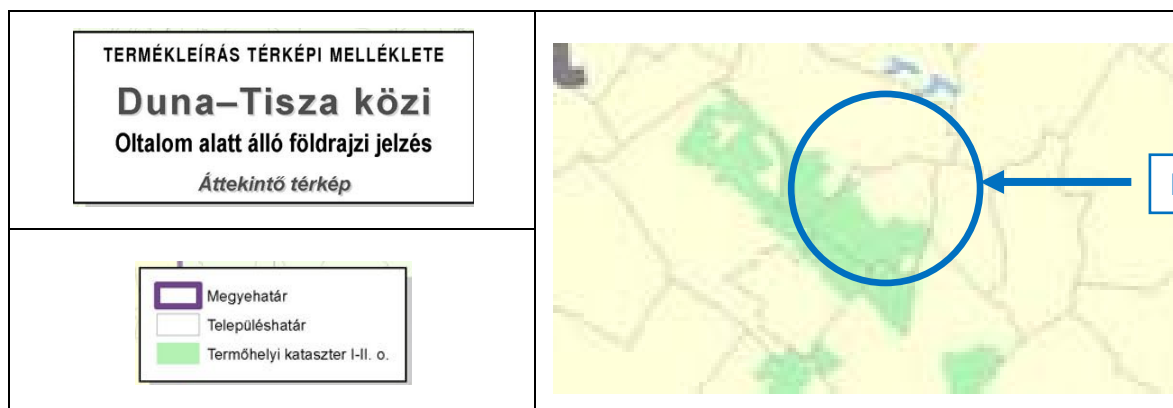 TERMÉKLEÍRÁS TÉRKÉPI MELLÉKLETE
Duna–Tisza közi
Oltalom alatt álló földrajzi jelzés
Áttekintő térkép
Megyehatár
Településhatár
Termőhelyi kataszter I-II. o.